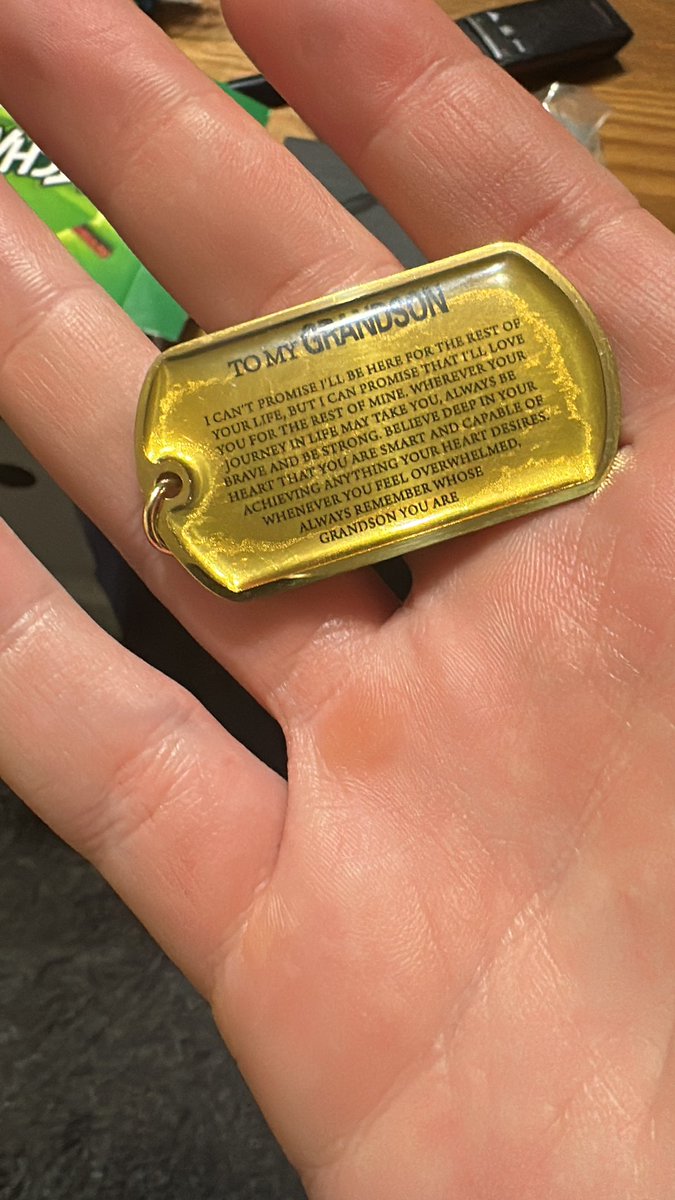 TO MY GRANDSON
I CAN'T PROMISE I'LL BE HERE FOR THE REST OF
YOUR LIFE, BUT I CAN PROMISE THAT I'LL LOVE
YOU FOR THE REST OF MINE. WHEREVER YOUR
JOURNEY IN LIFE MAY TAKE YOU, ALWAYS BE
BRAVE AND BE STRONG. BELIEVE DEEP IN YOUR
HEART THAT YOU ARE SMART AND CAPABLE OF
ACHIEVING ANYTHING YOUR HEART DESIRES.
WHENEVER YOU FEEL OVERWHELMED,
ALWAYS REMEMBER WHOSE
GRANDSON YOU ARE